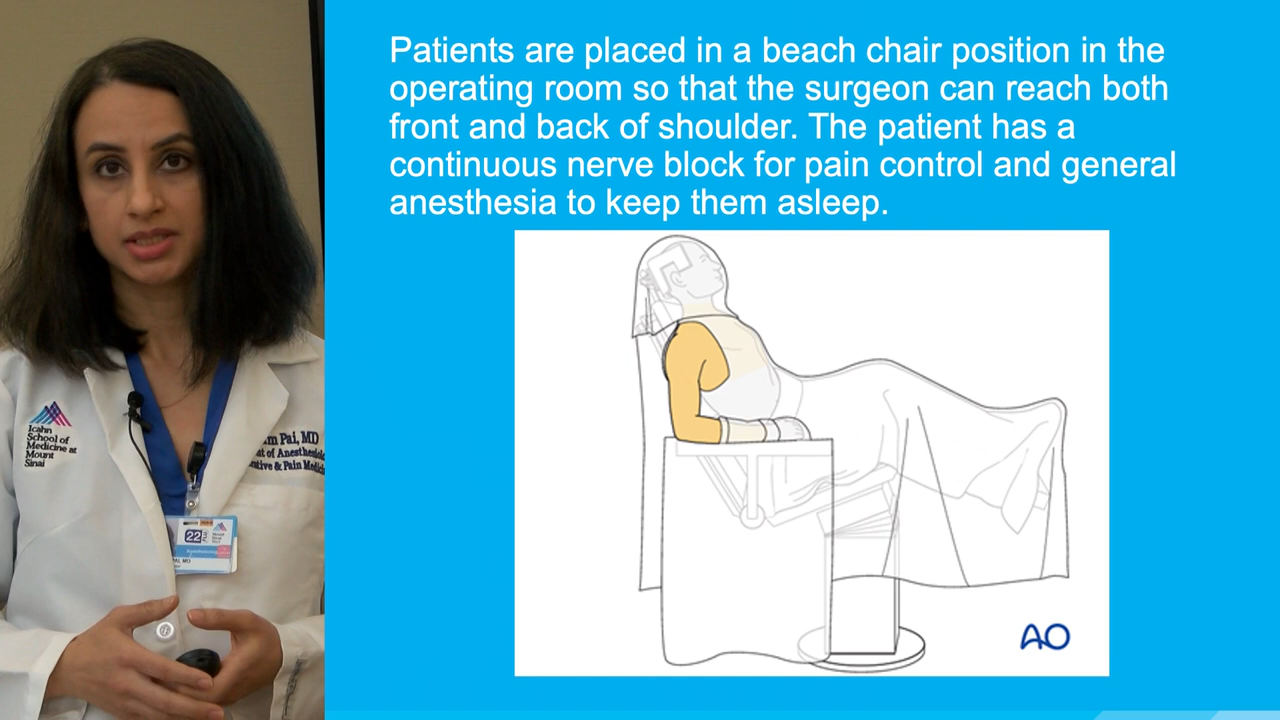 Patients are placed in a beach chair position in the
operating room so that the surgeon can reach both
front and back of shoulder. The patient has a
continuous nerve block for pain control and general
anesthesia to keep them asleep.
AO
Icahn
School of
Medicine at
Mount
Sinai
Pai, MD
& Pain
22
MD